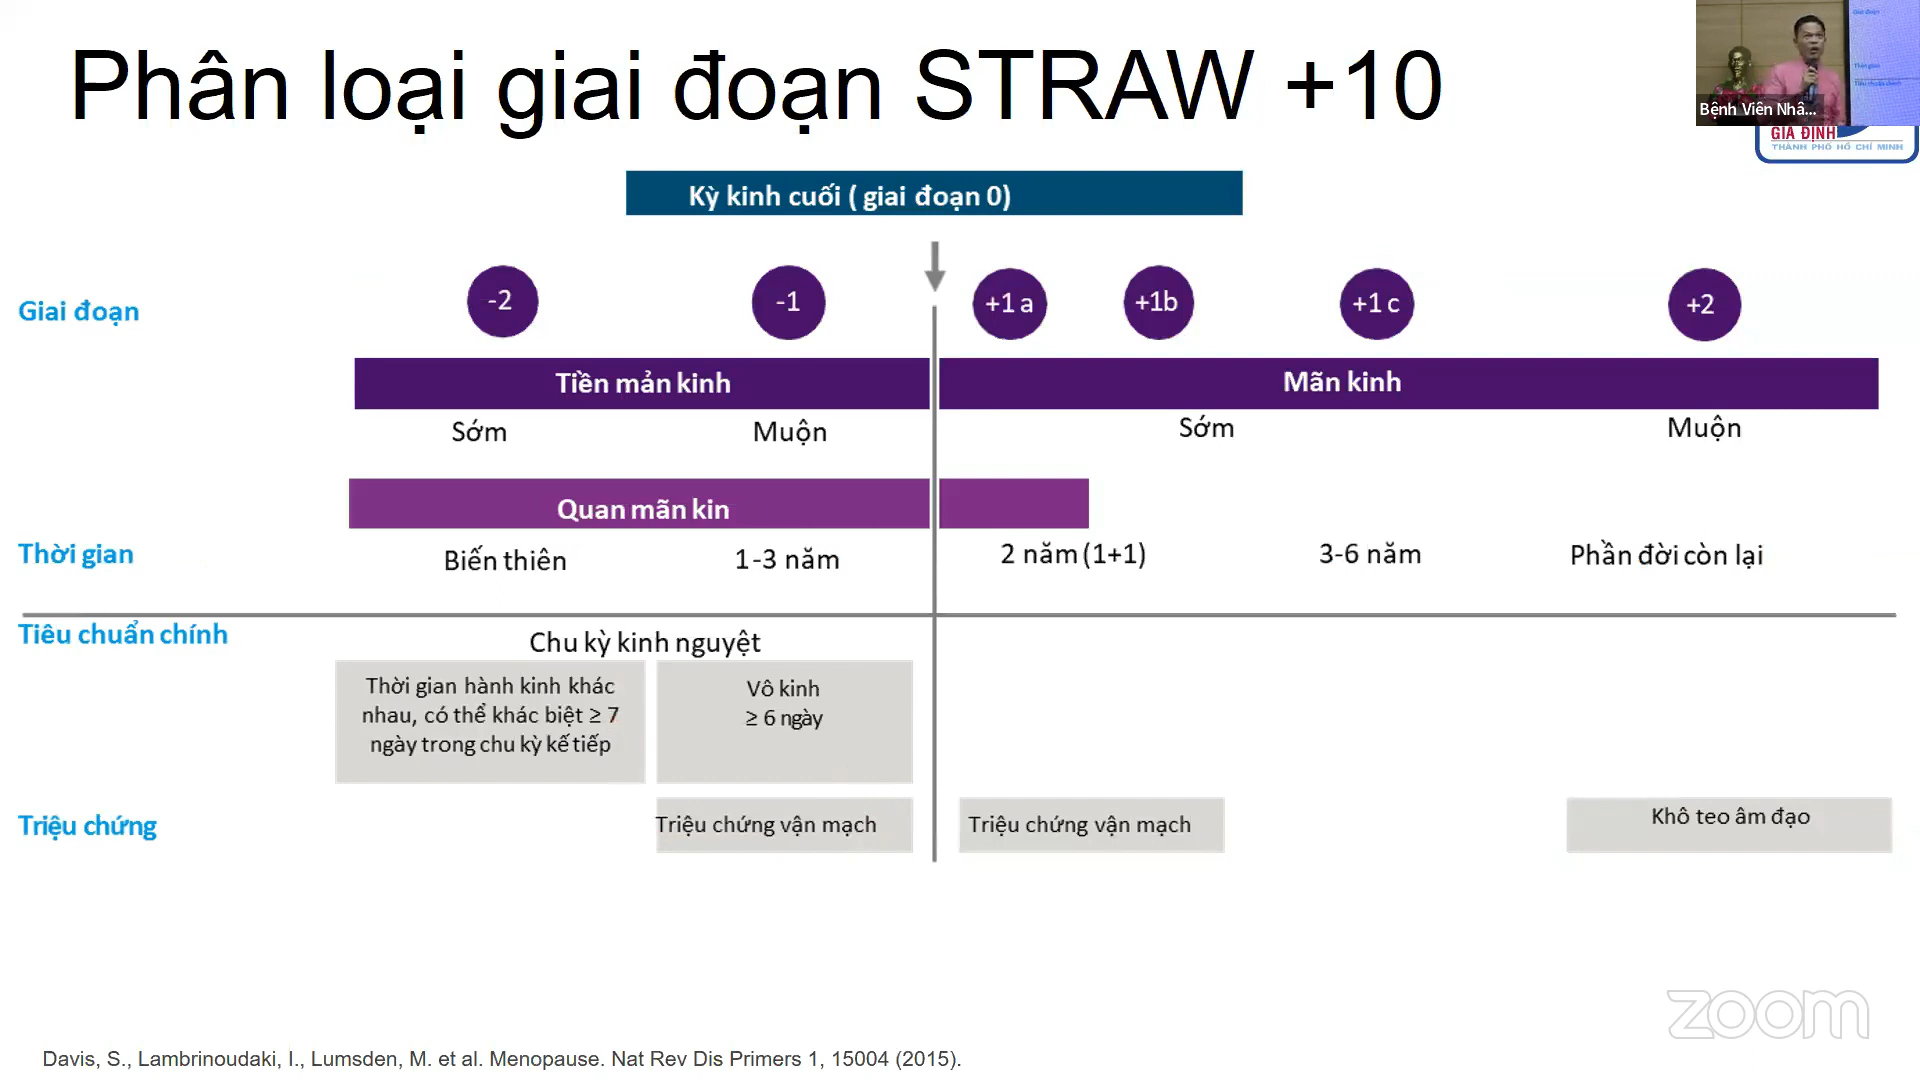 Phân loại giai đoạn STRAW +10
Bệnh Viên Nhâ...
GIA ĐỊNH
THÀNH PHỐ HỒ CHÍ MINH
Kỳ kinh cuối ( giai đoạn 0)
Giai đoạn
-2
-1
+1 a
+1b
+1 c
+2
Tiền mản kinh
Mãn kinh
Sớm
Muộn
Sớm
Muộn
Quan mãn kin
Thời gian
Biến thiên
1-3 năm
2 năm (1+1)
3-6 năm
Phần đời còn lại
Tiêu chuẩn chính
Chu kỳ kinh nguyệt
Thời gian hành kinh khác
nhau, có thể khác biệt ≥ 7
ngày trong chu kỳ kế tiếp
Vô kinh
≥ 6 ngày
Triệu chứng
Triệu chứng vận mạch
Triệu chứng vận mạch
Khô teo âm đạo
zoom
Davis, S., Lambrinoudaki, I., Lumsden, M. et al. Menopause. Nat Rev Dis Primers 1, 15004 (2015).